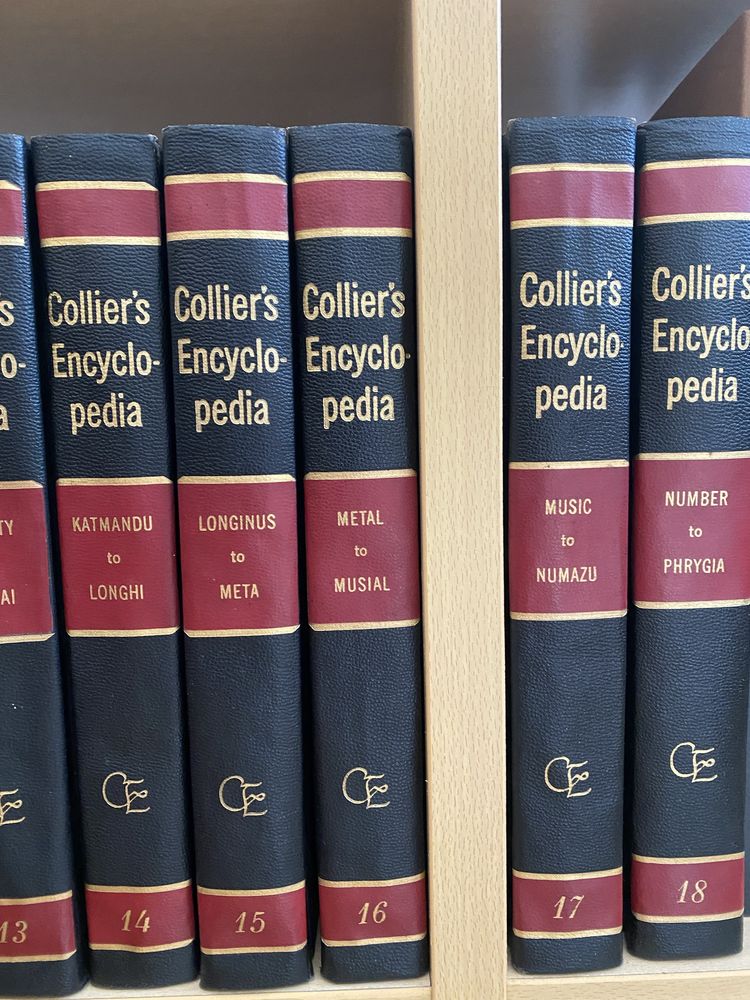 Collier's
Encyclo-
pedia
KATMANDU
to
LONGHI
CE
14
Collier's
Encyclo-
pedia
LONGINUS
to
META
CE
15
Collier's
Encyclo-
pedia
METAL
to
MUSIAL
CE
16
Collier's
Encyclo-
pedia
MUSIC
to
NUMAZU
CE
17
Collier's
Encyclo
pedia
NUMBER
to
PHRYGIA
CE
18
13